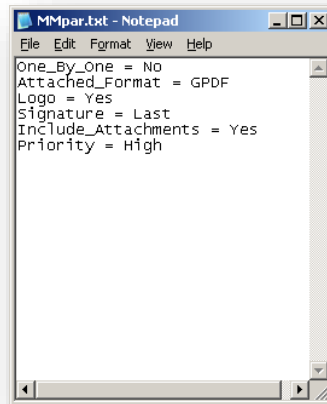 MMpar.txt - Notepad
File Edit Format View Help
One_By_One = No
Attached_Format = GPDF
Logo = Yes
Signature = Last
Include_Attachments = Yes
Priority = High